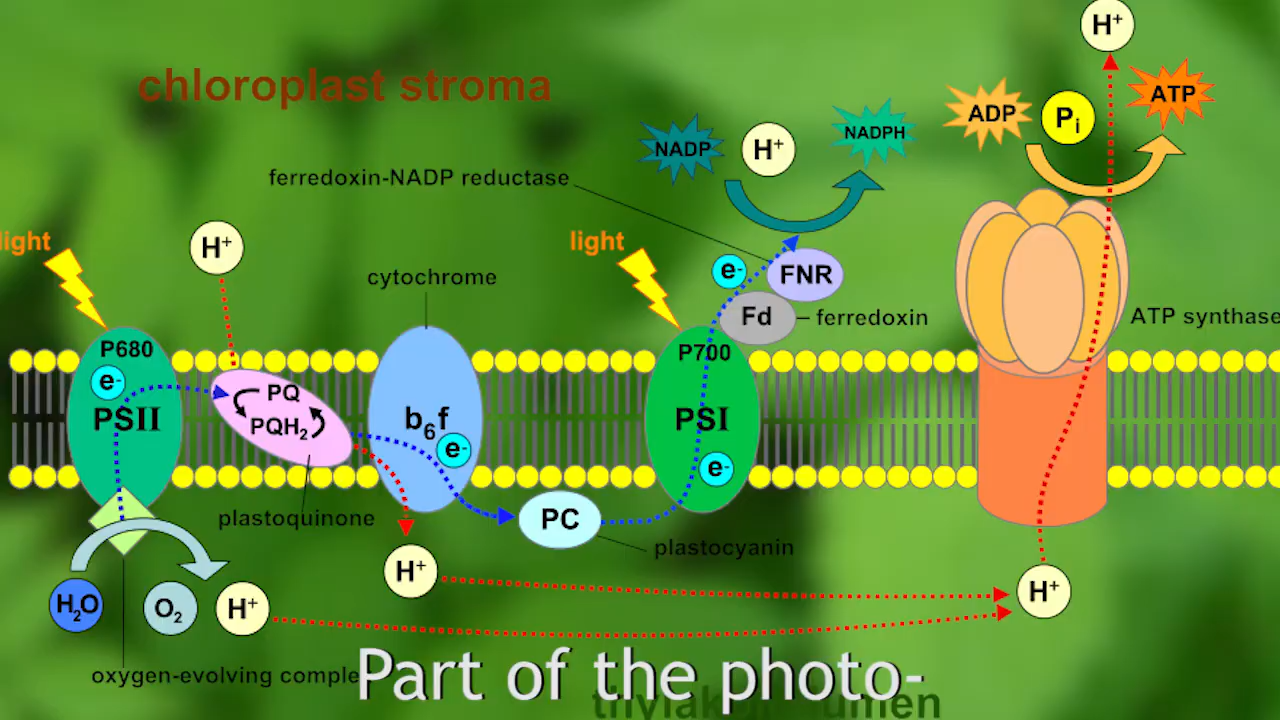 H⁺
chloroplast stroma
ADP
Pᵢ
ATP
NADP
H⁺
NADPH
ferredoxin-NADP reductase
light
H⁺
light
cytochrome
e⁻
FNR
Fd
ferredoxin
ATP synthase
P680
e⁻
PSII
PQ
PQH₂
b₆f
e⁻
P700
PSI
e⁻
plastoquinone
PC
plastocyanin
H⁺
H₂O
O₂
H⁺
H⁺
oxygen-evolving comple
Part of the photo-